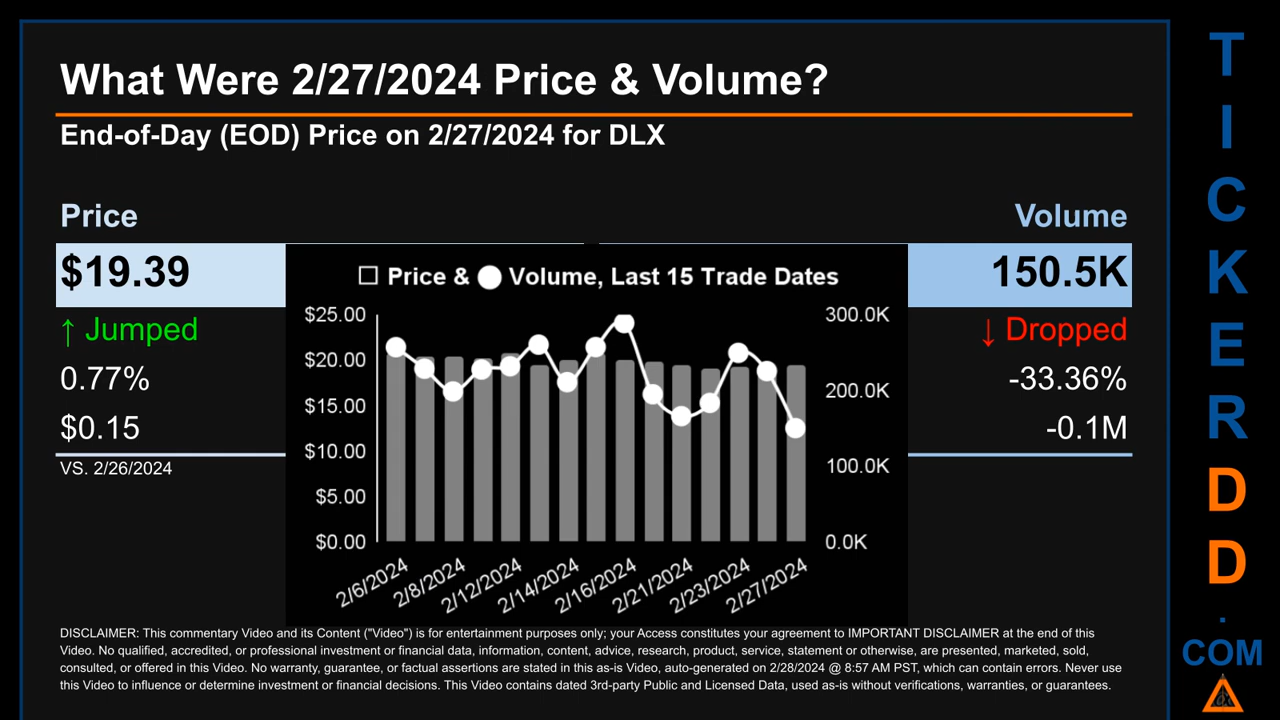 What Were 2/27/2024 Price & Volume?
End-of-Day (EOD) Price on 2/27/2024 for DLX
Price
Volume
$19.39
150.5K
↑ Jumped
↓ Dropped
0.77%
-33.36%
$0.15
-0.1M
VS. 2/26/2024
Price & Volume, Last 15 Trade Dates
$25.00
$20.00
$15.00
$10.00
$5.00
$0.00
300.0K
200.0K
100.0K
0.0K
2/6/2024
2/8/2024
2/12/2024
2/14/2024
2/16/2024
2/21/2024
2/23/2024
2/27/2024
DISCLAIMER: This commentary Video and its Content ("Video") is for entertainment purposes only; your Access constitutes your agreement to IMPORTANT DISCLAIMER at the end of this
Video. No qualified, accredited, or professional investment or financial data, information, content, advice, research, product, service, statement or otherwise, are presented, marketed, sold,
consulted, or offered in this Video. No warranty, guarantee, or factual assertions are stated in this as-is Video, auto-generated on 2/28/2024 @ 8:57 AM PST, which can contain errors. Never use
this Video to influence or determine investment or financial decisions. This Video contains dated 3rd-party Public and Licensed Data, used as-is without verifications, warranties, or guarantees.
T
I
C
K
E
R
D
D
.
COM